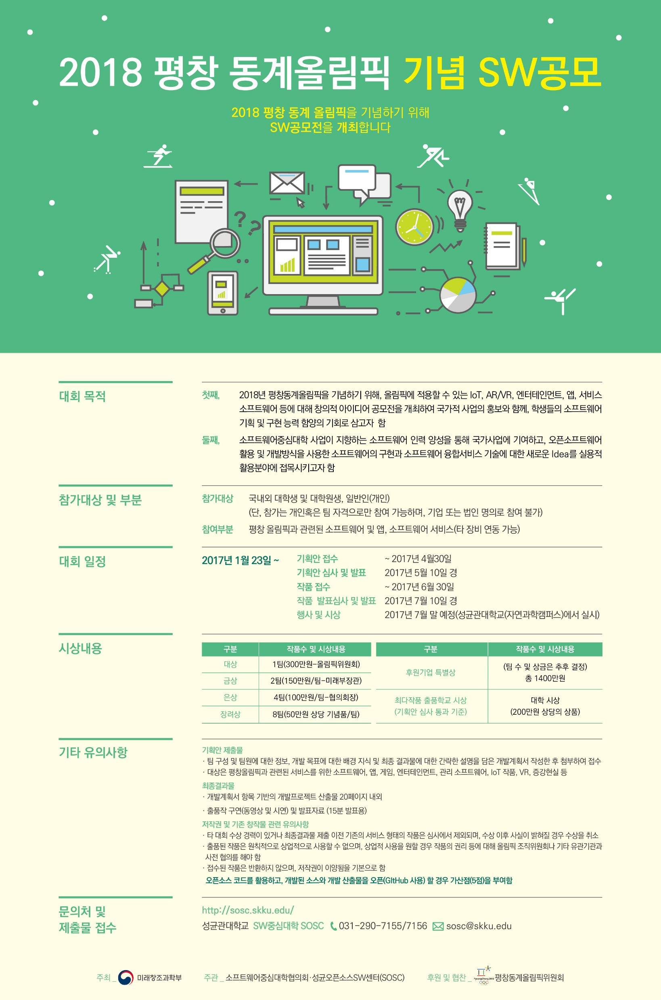 2018 평창 동계올림픽 기념 SW공모
2018 평창 동계 올림픽을 기념하기 위해
SW공모전을 개최합니다
? ?
대회 목적
첫째, 2018년 평창동계올림픽을 기념하기 위해, 올림픽에 적용할 수 있는 IoT, AR/VR, 엔터테인먼트, 앱, 서비스
소프트웨어 등에 대해 창의적 아이디어 공모전을 개최하여 국가적 사업의 홍보와 함께, 학생들의 소프트웨어
기획 및 구현 능력 함양의 기회로 삼고자 함
둘째, 소프트웨어중심대학 사업이 지향하는 소프트웨어 인력 양성을 통해 국가사업에 기여하고, 오픈소프트웨어
활용 및 개발방식을 사용한 소프트웨어의 구현과 소프트웨어 융합서비스 기술에 대한 새로운 Idea를 실용적
활용분야에 접목시키고자 함
참가대상 및 부분
참가대상 국내외 대학생 및 대학원생, 일반인(개인)
(단, 참가는 개인혹은 팀 자격으로만 참여 가능하며, 기업 또는 법인 명의로 참여 불가)
참여부분 평창 올림픽과 관련된 소프트웨어 및 앱, 소프트웨어 서비스(타 장비 연동 가능)
대회 일정
2017년 1월 23일 ~ 기획안 접수 ~ 2017년 4월30일
기획안 심사 및 발표 2017년 5월 10일 경
작품 접수 ~ 2017년 6월 30일
작품 발표심사 및 발표 2017년 7월 10일 경
행사 및 시상 2017년 7월 말 예정(성균관대학교(자연과학캠퍼스)에서 실시)
시상내용
구분 작품수 및 시상내용
대상 1팀(300만원-올림픽위원회)
금상 2팀(150만원/팀-미래부장관)
은상 4팀(100만원/팀-협의회장)
장려상 8팀(50만원 상당 기념품/팀)
구분 작품수 및 시상내용
후원기업 특별상 (팀 수 및 상금은 추후 결정)
총 1400만원
최다작품 출품학교 시상 대학 시상
(기획안 심사 통과 기준) (200만원 상당의 상품)
기타 유의사항
기획안 제출물
· 팀 구성 및 팀원에 대한 정보, 개발 목표에 대한 배경 지식 및 최종 결과물에 대한 간략한 설명을 담은 개발계획서 작성한 후 첨부하여 접수
· 대상은 평창올림픽과 관련된 서비스를 위한 소프트웨어, 앱, 게임, 엔터테인먼트, 관리 소프트웨어, IoT 작품, VR, 증강현실 등
최종결과물
· 개발계획서 항목 기반의 개발프로젝트 산출물 20페이지 내외
· 출품작 구연(동영상 및 시연) 및 발표자료 (15분 발표용)
저작권 및 기존 창작물 관련 유의사항
· 타 대회 수상 경력이 있거나 최종결과물 제출 이전 기존의 서비스 형태의 작품은 심사에서 제외되며, 수상 이후 사실이 밝혀질 경우 수상을 취소
· 출품된 작품은 원칙적으로 상업적으로 사용할 수 없으며, 상업적 사용을 원할 경우 작품의 권리 등에 대해 올림픽 조직위원회나 기타 유관기관과
사전 협의를 해야 함
· 접수된 작품은 반환하지 않으며, 저작권이 이양됨을 기본으로 함
오픈소스 코드를 활용하고, 개발된 소스와 개발 산출물을 오픈(GItHub 사용) 할 경우 가산점(5점)을 부여함
문의처 및
제출물 접수
http://sosc.skku.edu/
성균관대학교 SW중심대학 SOSC 031-290-7155/7156 sosc@skku.edu
주최 _ 미래창조과학부 주관 _ 소프트웨어중심대학협의회·성균오픈소스SW센터(SOSC) 후원 및 협찬 _ PyeongChang 2018 평창동계올림픽위원회